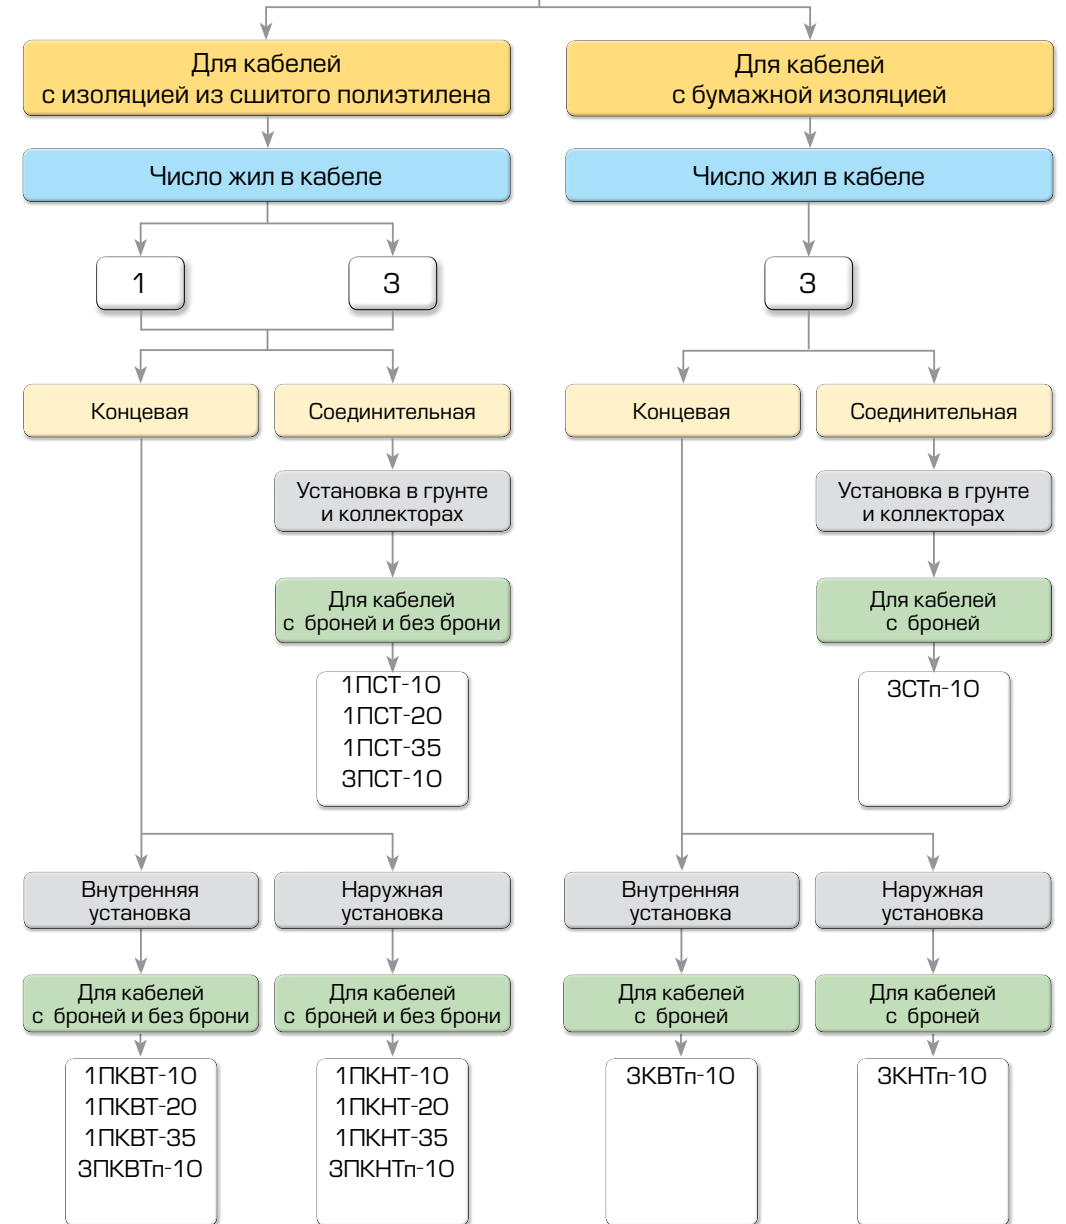 Для кабелей
с изоляцией из сшитого полиэтилена
Для кабелей
с бумажной изоляцией
Число жил в кабеле
Число жил в кабеле
1
3
3
Концевая
Соединительная
Концевая
Соединительная
Установка в грунте
и коллекторах
Установка в грунте
и коллекторах
Для кабелей
с броней и без брони
Для кабелей
с броней
1ПСТ-10
1ПСТ-20
1ПСТ-35
3ПСТ-10
3СТп-10
Внутренняя
установка
Наружная
установка
Внутренняя
установка
Наружная
установка
Для кабелей
с броней и без брони
Для кабелей
с броней и без брони
Для кабелей
с броней
Для кабелей
с броней
1ПКВТ-10
1ПКВТ-20
1ПКВТ-35
3ПКВТп-10
1ПКНТ-10
1ПКНТ-20
1ПКНТ-35
3ПКНТп-10
3КВТп-10
3КНТп-10